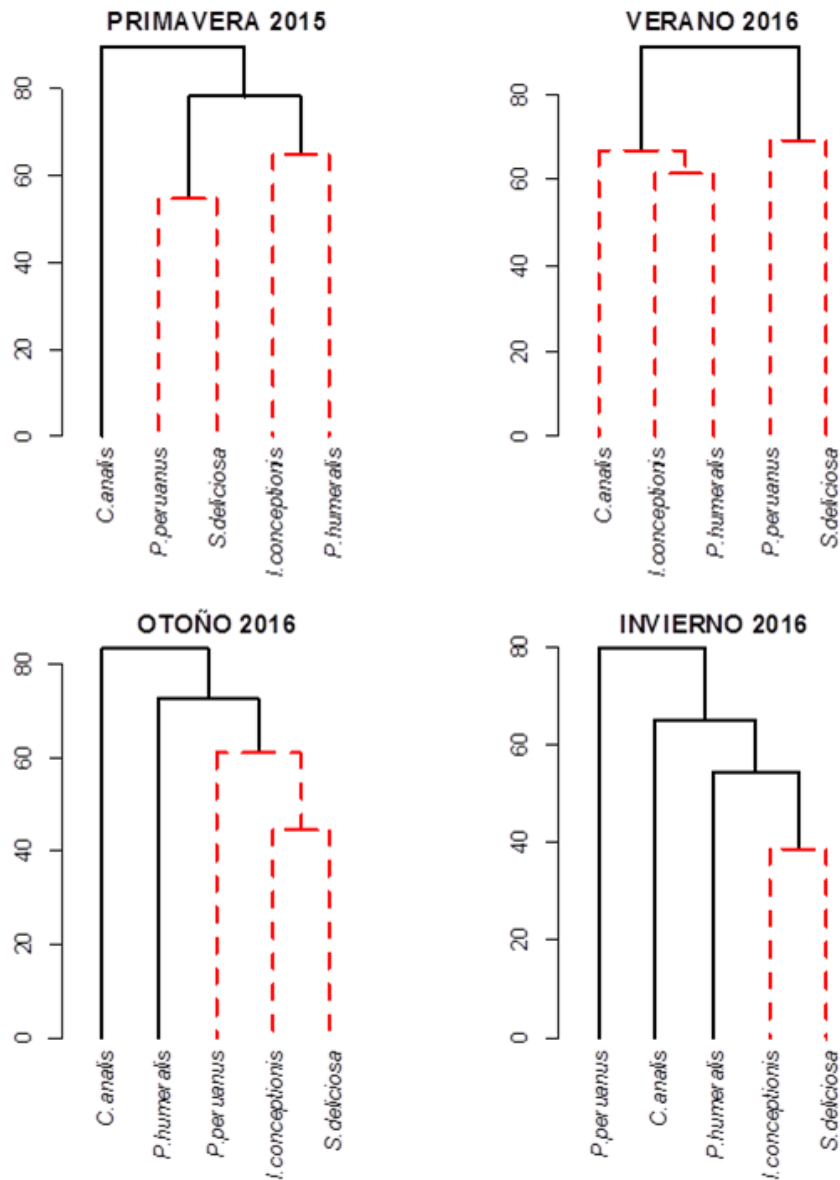 PRIMAVERA 2015
80
60
40
20
0
C.analis
P.peruanus
S.deliciosa
I.conceptionis
P.humeralis
VERANO 2016
80
60
40
20
0
C.analis
I.conceptionis
P.humeralis
P.peruanus
S.deliciosa
OTOÑO 2016
80
60
40
20
0
C.analis
P.humeralis
P.peruanus
I.conceptionis
S.deliciosa
INVIERNO 2016
80
60
40
20
0
P.peruanus
C.analis
P.humeralis
I.conceptionis
S.deliciosa